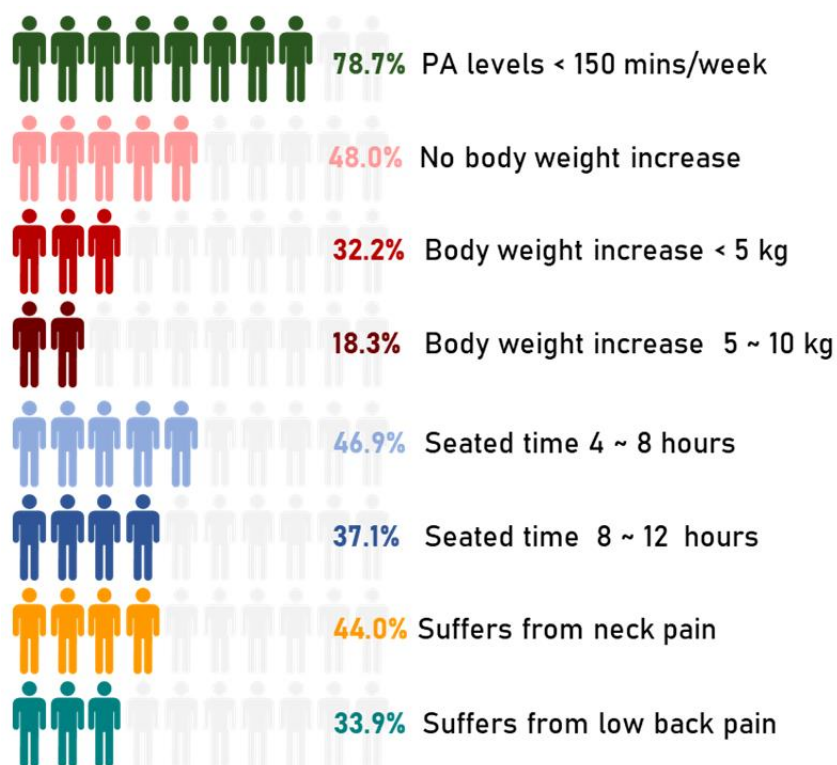 78.7% PA levels < 150 mins/week
48.0% No body weight increase
32.2% Body weight increase < 5 kg
18.3% Body weight increase 5 ~ 10 kg
46.9% Seated time 4 ~ 8 hours
37.1% Seated time 8 ~ 12 hours
44.0% Suffers from neck pain
33.9% Suffers from low back pain